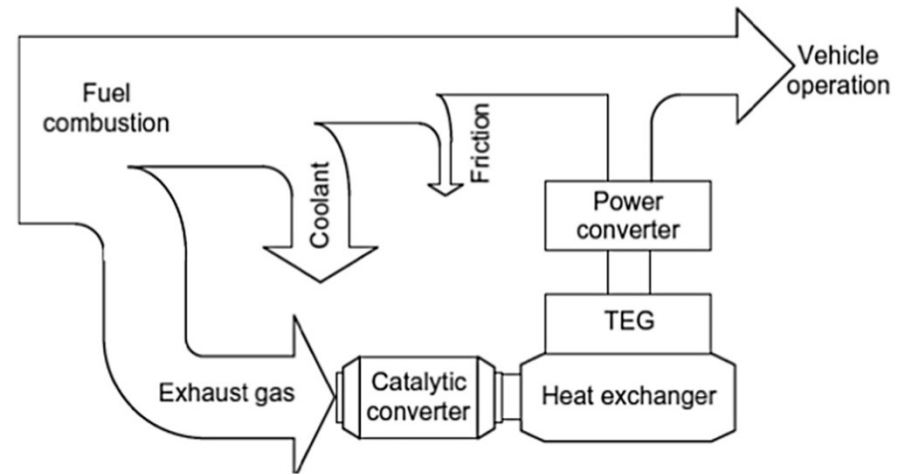 Vehicle
operation
Fuel
combustion
Friction
Coolant
Power
converter
TEG
Exhaust gas
Catalytic
converter
Heat exchanger